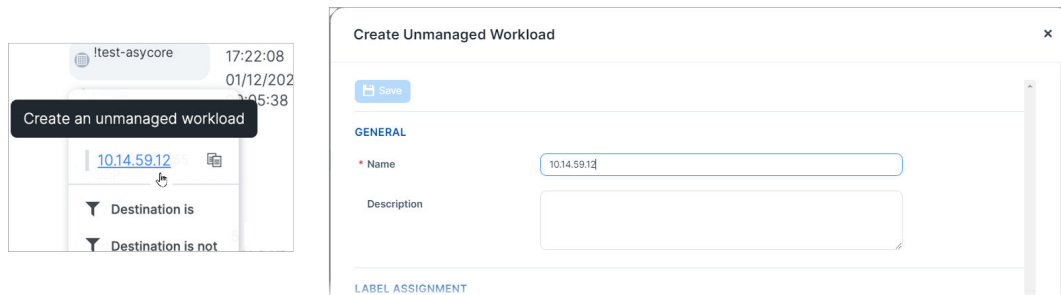 !test-asycore
17:22:08
01/12/202
:05:38
Create an unmanaged workload
10.14.59.12
Destination is
Destination is not
Create Unmanaged Workload
Save
GENERAL
* Name
10.14.59.12
Description
LABEL ASSIGNMENT